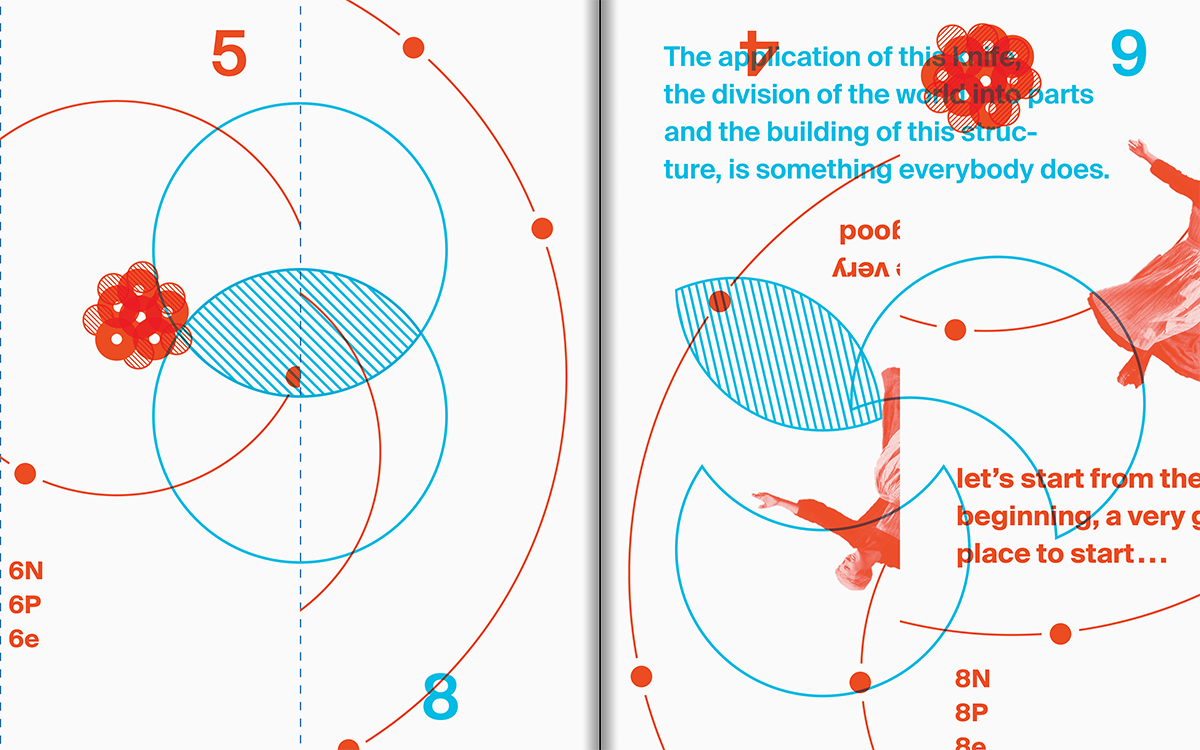 5
6N
6P
6e
8
4
9
The application of this knife,
the division of the world into parts
and the building of this struc-
ture, is something everybody does.
good
very
let’s start from the
beginning, a very g
place to start...
8N
8P
8e